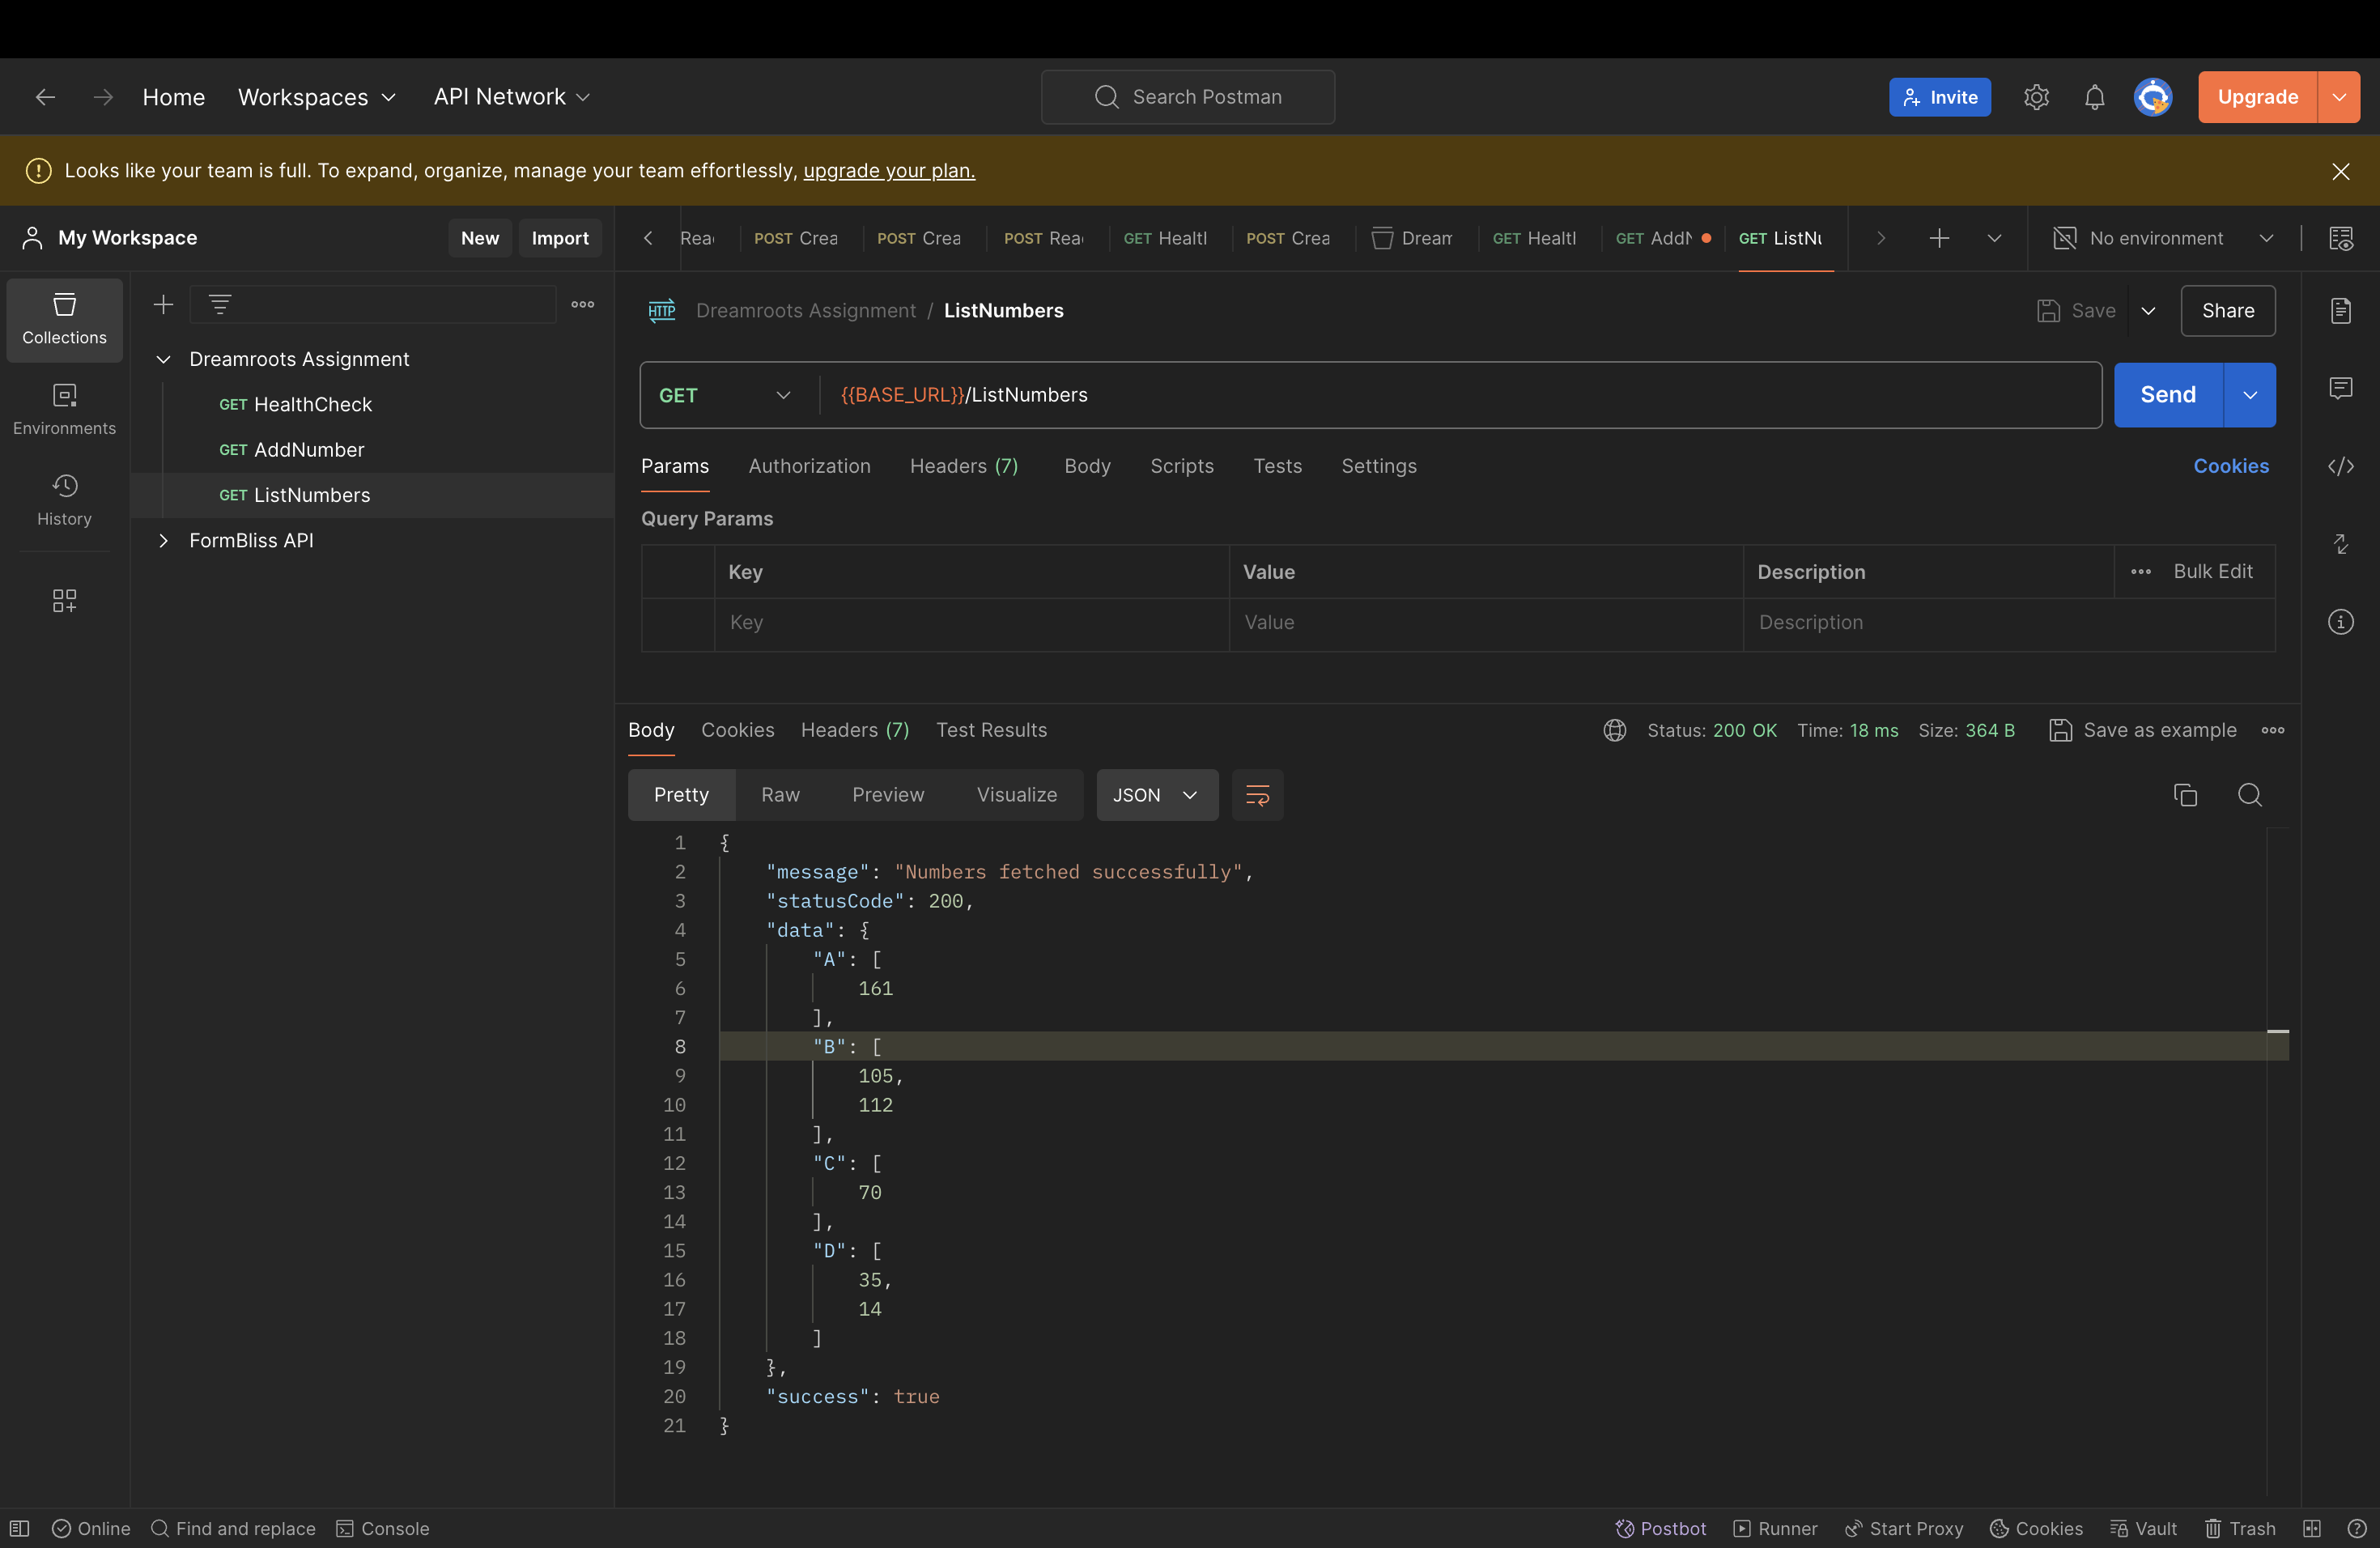 Home Workspaces API Network Search Postman Invite Upgrade
Looks like your team is full. To expand, organize, manage your team effortlessly, upgrade your plan.
My Workspace New Import
Rea POST Crea POST Crea POST Rea GET Healtl POST Crea Dream GET Healtl GET AddN GET ListNu No environment
Collections
Environments
History
Dreamroots Assignment
GET HealthCheck
GET AddNumber
GET ListNumbers
FormBliss API
HTTP Dreamroots Assignment / ListNumbers Save Share
GET {{BASE_URL}}/ListNumbers Send
Params Authorization Headers (7) Body Scripts Tests Settings Cookies
Query Params
Key Value Description Bulk Edit
Key Value Description
Body Cookies Headers (7) Test Results Status: 200 OK Time: 18 ms Size: 364 B Save as example
Pretty Raw Preview Visualize JSON
1 {
2 "message": "Numbers fetched successfully",
3 "statusCode": 200,
4 "data": {
5 "A": [
6 161
7 ],
8 "B": [
9 105,
10 112
11 ],
12 "C": [
13 70
14 ],
15 "D": [
16 35,
17 14
18 ]
19 },
20 "success": true
21 }
Online Find and replace Console Postbot Runner Start Proxy Cookies Vault Trash